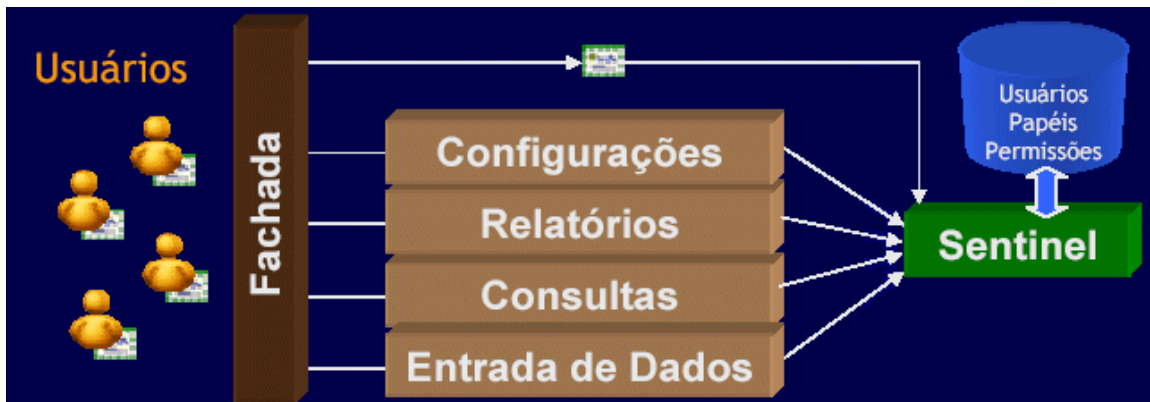 Usuários
Fachada
Configurações
Relatórios
Consultas
Entrada de Dados
Usuários
Papéis
Permissões
Sentinel